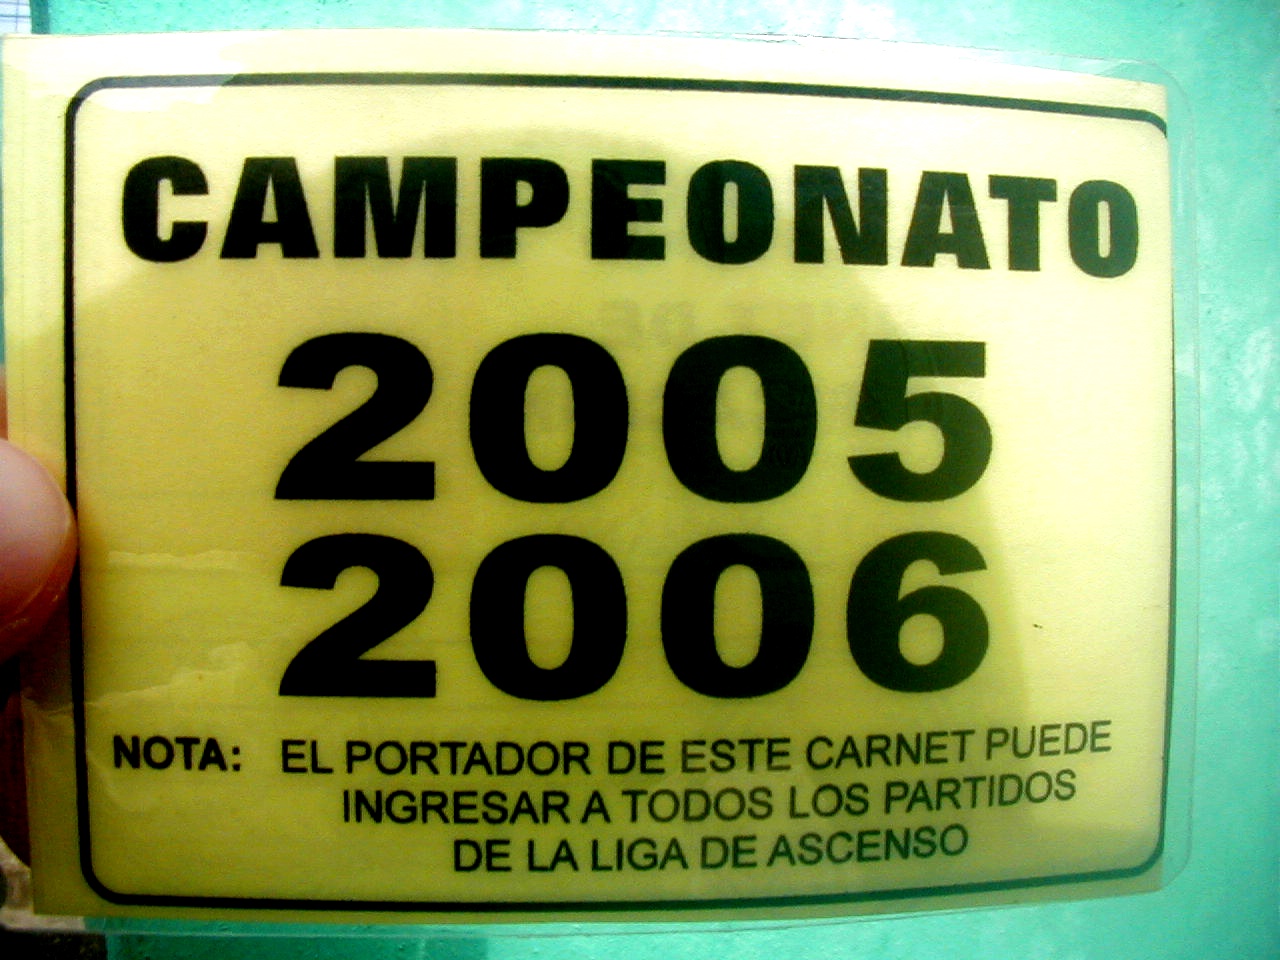 CAMPEONATO
2005
2006
NOTA: EL PORTADOR DE ESTE CARNET PUEDE
INGRESAR A TODOS LOS PARTIDOS
DE LA LIGA DE ASCENSO